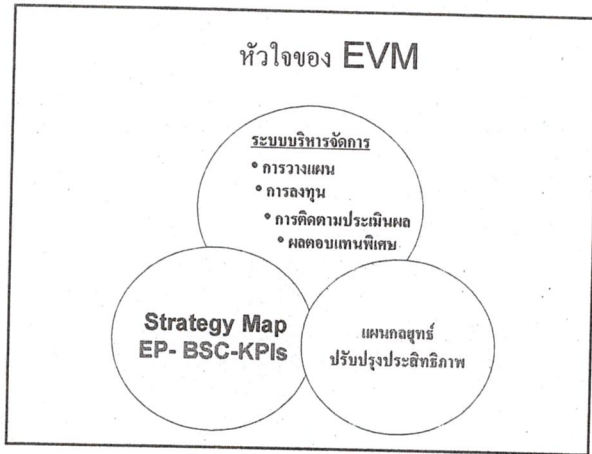 หัวใจของ EVM
ระบบบริหารจัดการ
• การวางแผน
• การลงทุน
• การติดตามประเมินผล
• ผลตอบแทนพิเศษ
Strategy Map
EP- BSC-KPIs
แผนกลยุทธ์
ปรับปรุงประสิทธิภาพ